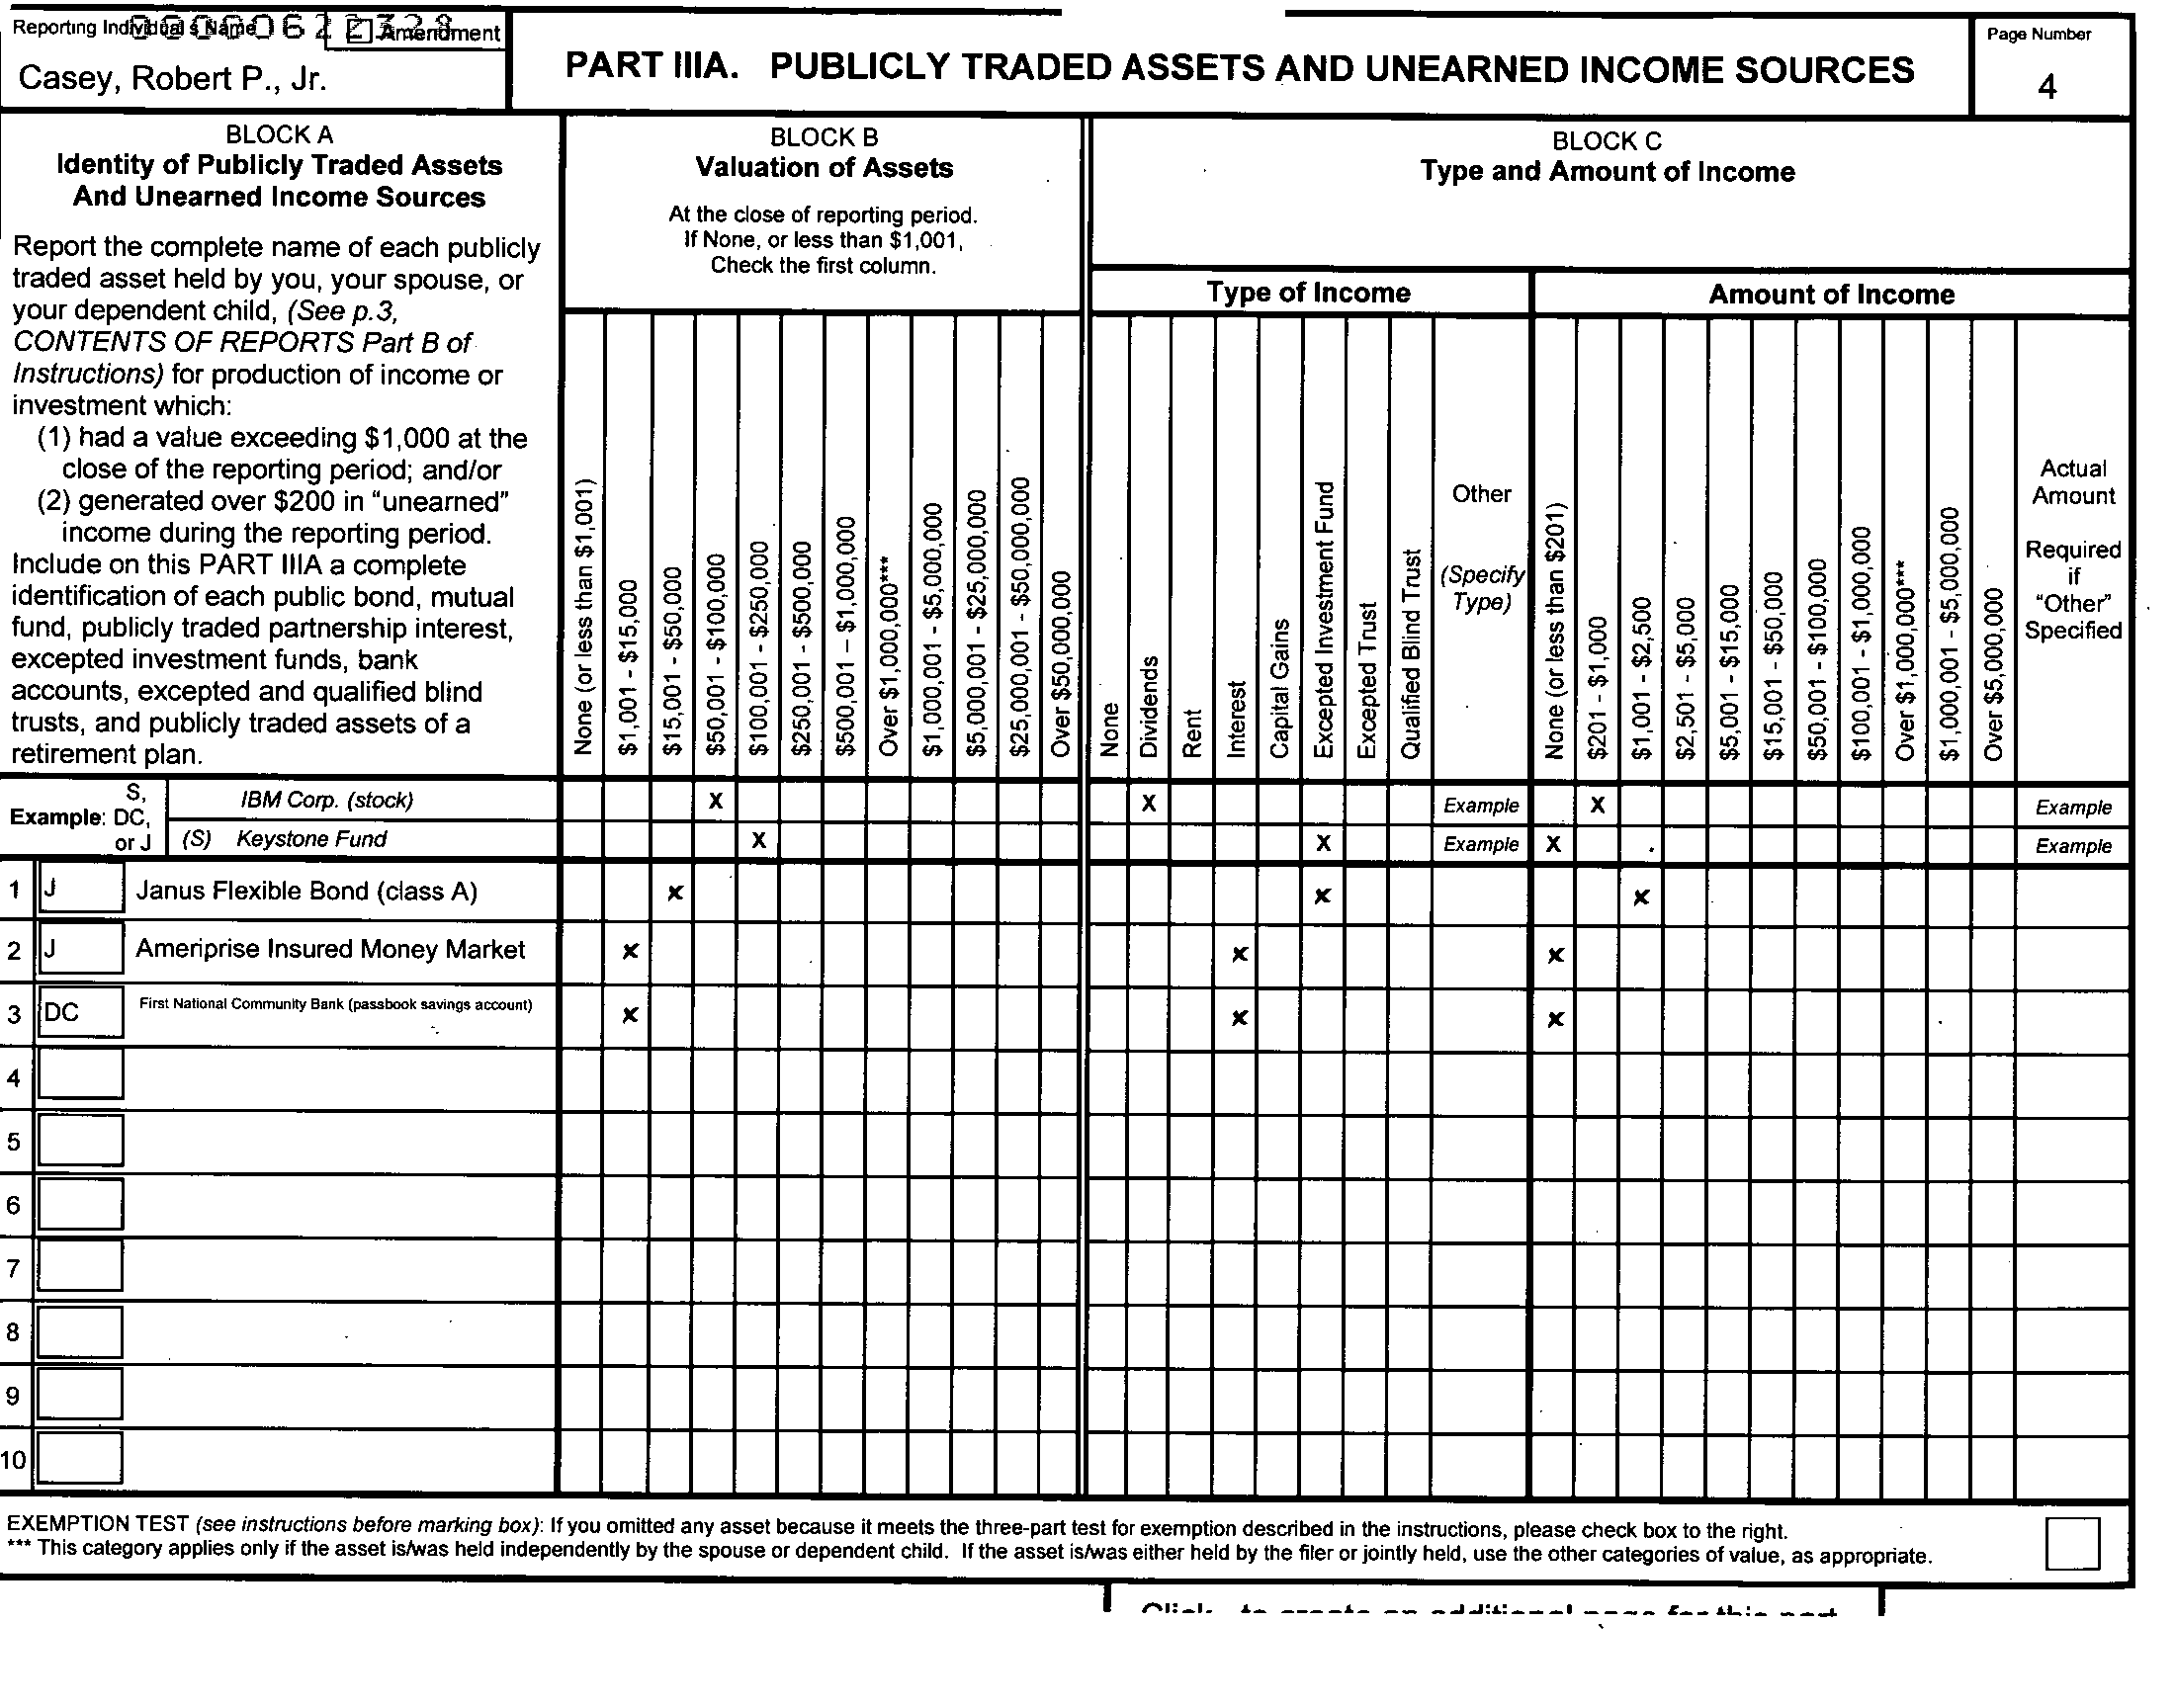 Reporting Individual's Name
Amendment
Casey, Robert P., Jr.
PART IIIA. PUBLICLY TRADED ASSETS AND UNEARNED INCOME SOURCES
Page Number
4
BLOCK A
Identity of Publicly Traded Assets
And Unearned Income Sources
Report the complete name of each publicly
traded asset held by you, your spouse, or
your dependent child, (See p.3,
CONTENTS OF REPORTS Part B of
Instructions) for production of income or
investment which:
(1) had a value exceeding $1,000 at the
close of the reporting period; and/or
(2) generated over $200 in "unearned"
income during the reporting period.
Include on this PART IIIA a complete
identification of each public bond, mutual
fund, publicly traded partnership interest,
excepted investment funds, bank
accounts, excepted and qualified blind
trusts, and publicly traded assets of a
retirement plan.
BLOCK B
Valuation of Assets
At the close of reporting period.
If None, or less than $1,001,
Check the first column.
None (or less than $1,001)
$1,001 - $15,000
$15,001 - $50,000
$50,001 - $100,000
$100,001 - $250,000
$250,001 - $500,000
$500,001 – $1,000,000
Over $1,000,000***
$1,000,001 - $5,000,000
$5,000,001 - $25,000,000
$25,000,001 - $50,000,000
Over $50,000,000
BLOCK C
Type and Amount of Income
Type of Income
None
Dividends
Rent
Interest
Capital Gains
Excepted Investment Fund
Excepted Trust
Qualified Blind Trust
Other
(Specify
Type)
Amount of Income
None (or less than $201)
$201 - $1,000
$1,001 - $2,500
$2,501 - $5,000
$5,001 - $15,000
$15,001 - $50,000
$50,001 - $100,000
$100,001 - $1,000,000
Over $1,000,000***
$1,000,001 - $5,000,000
Over $5,000,000
Actual
Amount
Required
if
"Other"
Specified
Example: S,
DC,
or J
IBM Corp. (stock) X X Example X Example
(S) Keystone Fund X X Example X Example
1 J Janus Flexible Bond (class A) x x x
2 J Ameriprise Insured Money Market x x x
3 DC First National Community Bank (passbook savings account) x x x
4
5
6
7
8
9
10
EXEMPTION TEST (see instructions before marking box): If you omitted any asset because it meets the three-part test for exemption described in the instructions, please check box to the right.
*** This category applies only if the asset is/was held independently by the spouse or dependent child. If the asset is/was either held by the filer or jointly held, use the other categories of value, as appropriate.